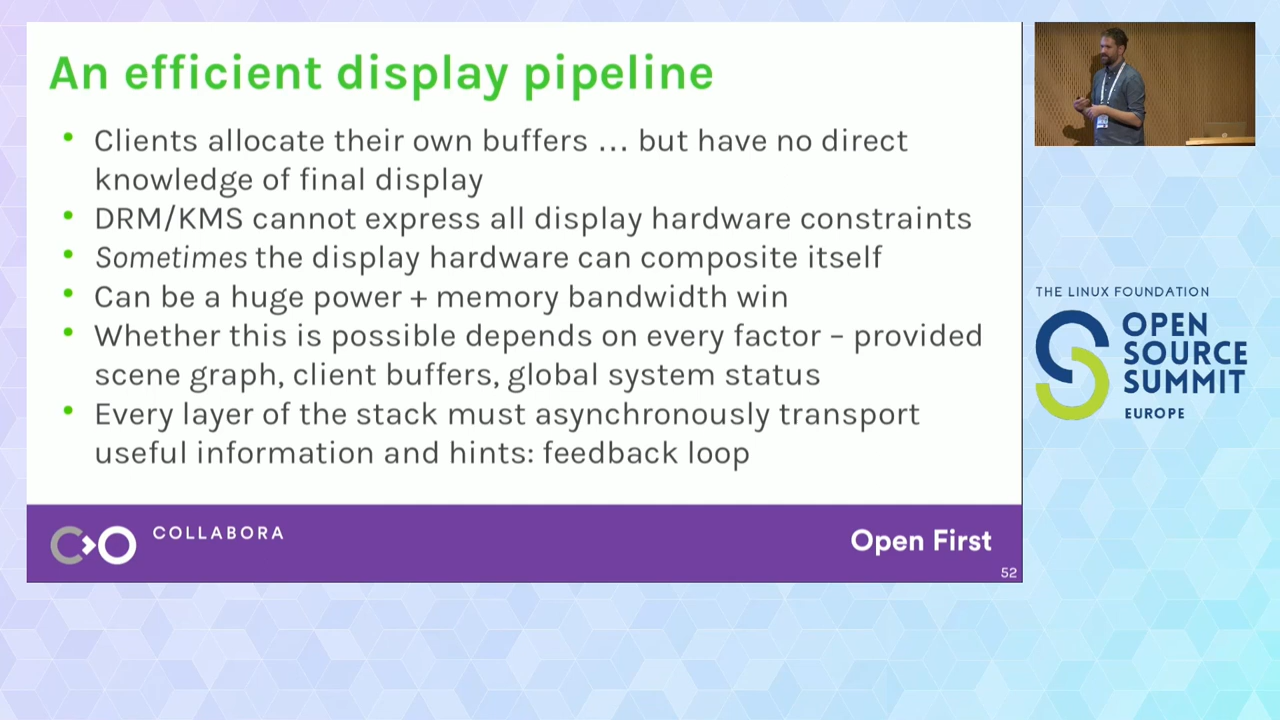 An efficient display pipeline
• Clients allocate their own buffers … but have no direct
knowledge of final display
• DRM/KMS cannot express all display hardware constraints
• Sometimes the display hardware can composite itself
• Can be a huge power + memory bandwidth win
• Whether this is possible depends on every factor – provided
scene graph, client buffers, global system status
• Every layer of the stack must asynchronously transport
useful information and hints: feedback loop
COLLABORA
Open First
52
THE LINUX FOUNDATION
OPEN
SOURCE
SUMMIT
EUROPE